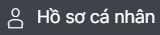 Hồ sơ cá nhân